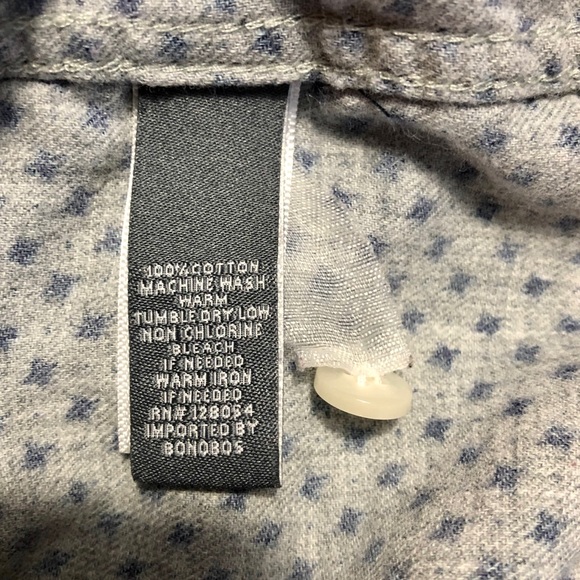 100% COTTON
MACHINE WASH
WARM
TUMBLE DRY LOW
NON CHLORINE
BLEACH
IF NEEDED
WARM IRON
IF NEEDED
RN# 128054
IMPORTED BY
BONOBOS